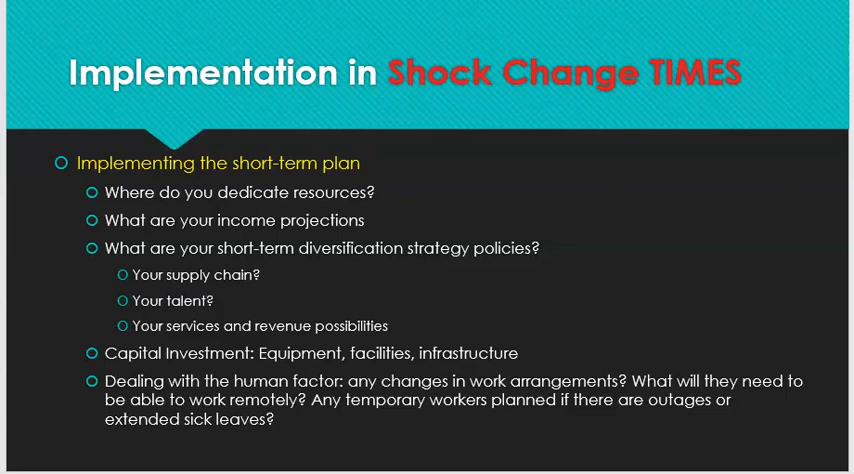 Implementation in Shock Change TIMES
Implementing the short-term plan
Where do you dedicate resources?
What are your income projections
What are your short-term diversification strategy policies?
Your supply chain?
Your talent?
Your services and revenue possibilities
Capital Investment: Equipment, facilities, infrastructure
Dealing with the human factor: any changes in work arrangements? What will they need to
be able to work remotely? Any temporary workers planned if there are outages or
extended sick leaves?